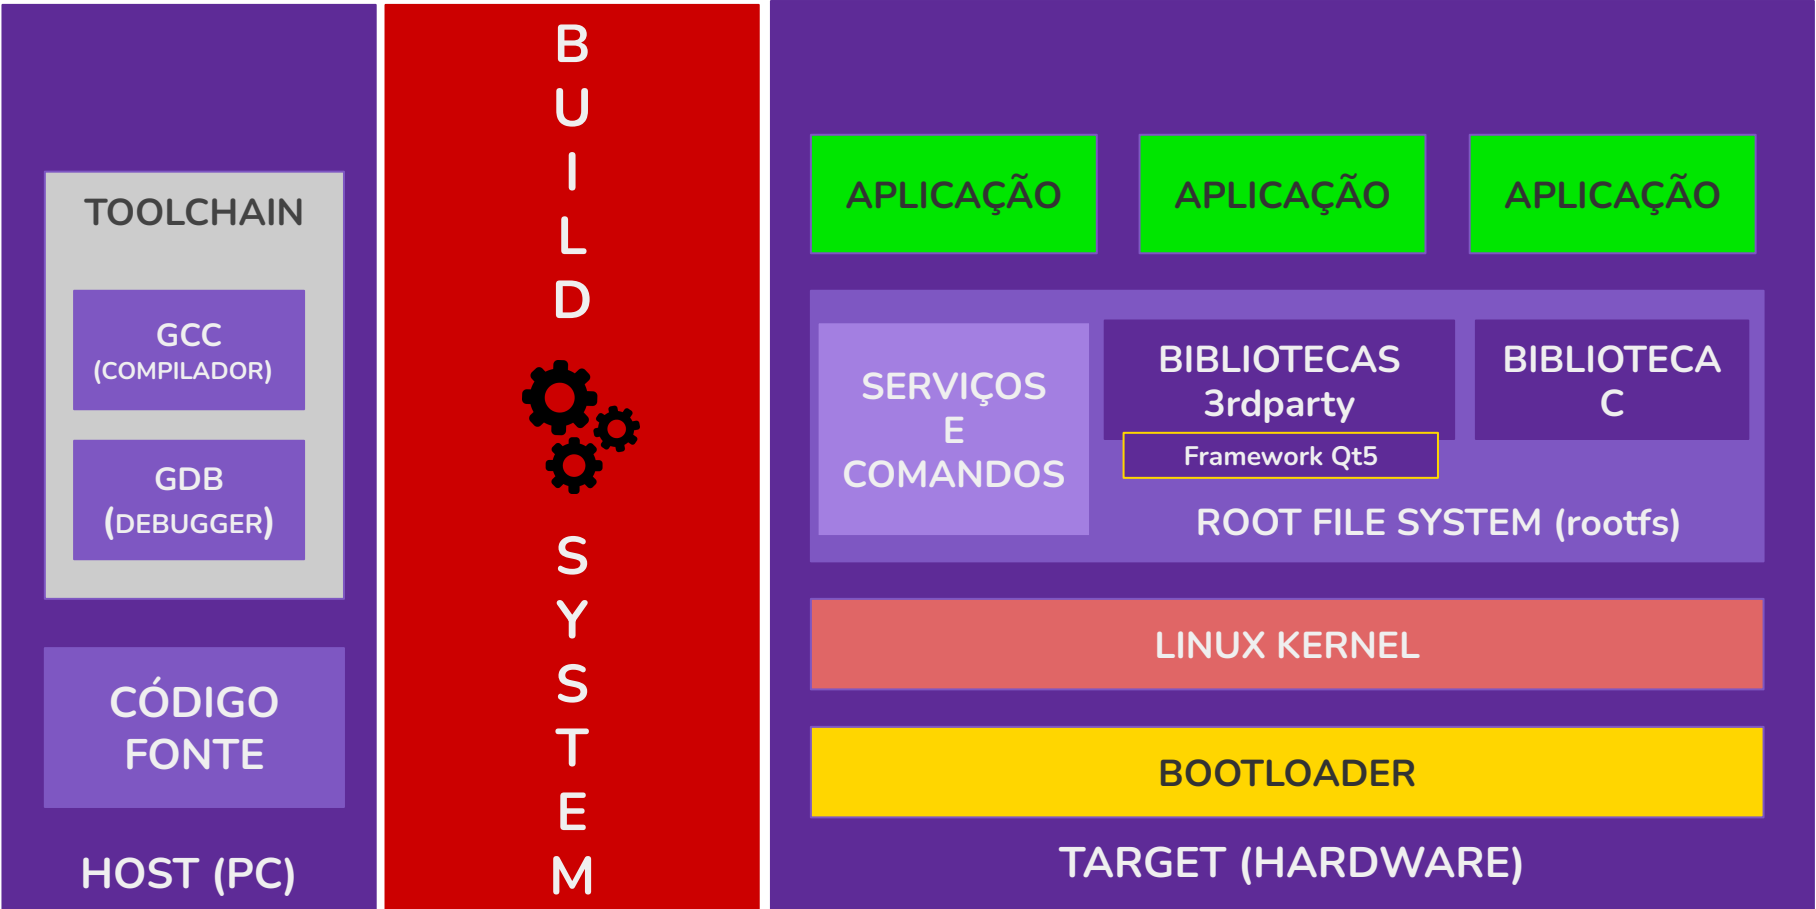 TOOLCHAIN
GCC
(COMPILADOR)
GDB
(DEBUGGER)
CÓDIGO
FONTE
HOST (PC)
B
U
I
L
D
S
Y
S
T
E
M
APLICAÇÃO
APLICAÇÃO
APLICAÇÃO
SERVIÇOS
E
COMANDOS
BIBLIOTECAS
3rdparty
Framework Qt5
BIBLIOTECA
C
ROOT FILE SYSTEM (rootfs)
LINUX KERNEL
BOOTLOADER
TARGET (HARDWARE)